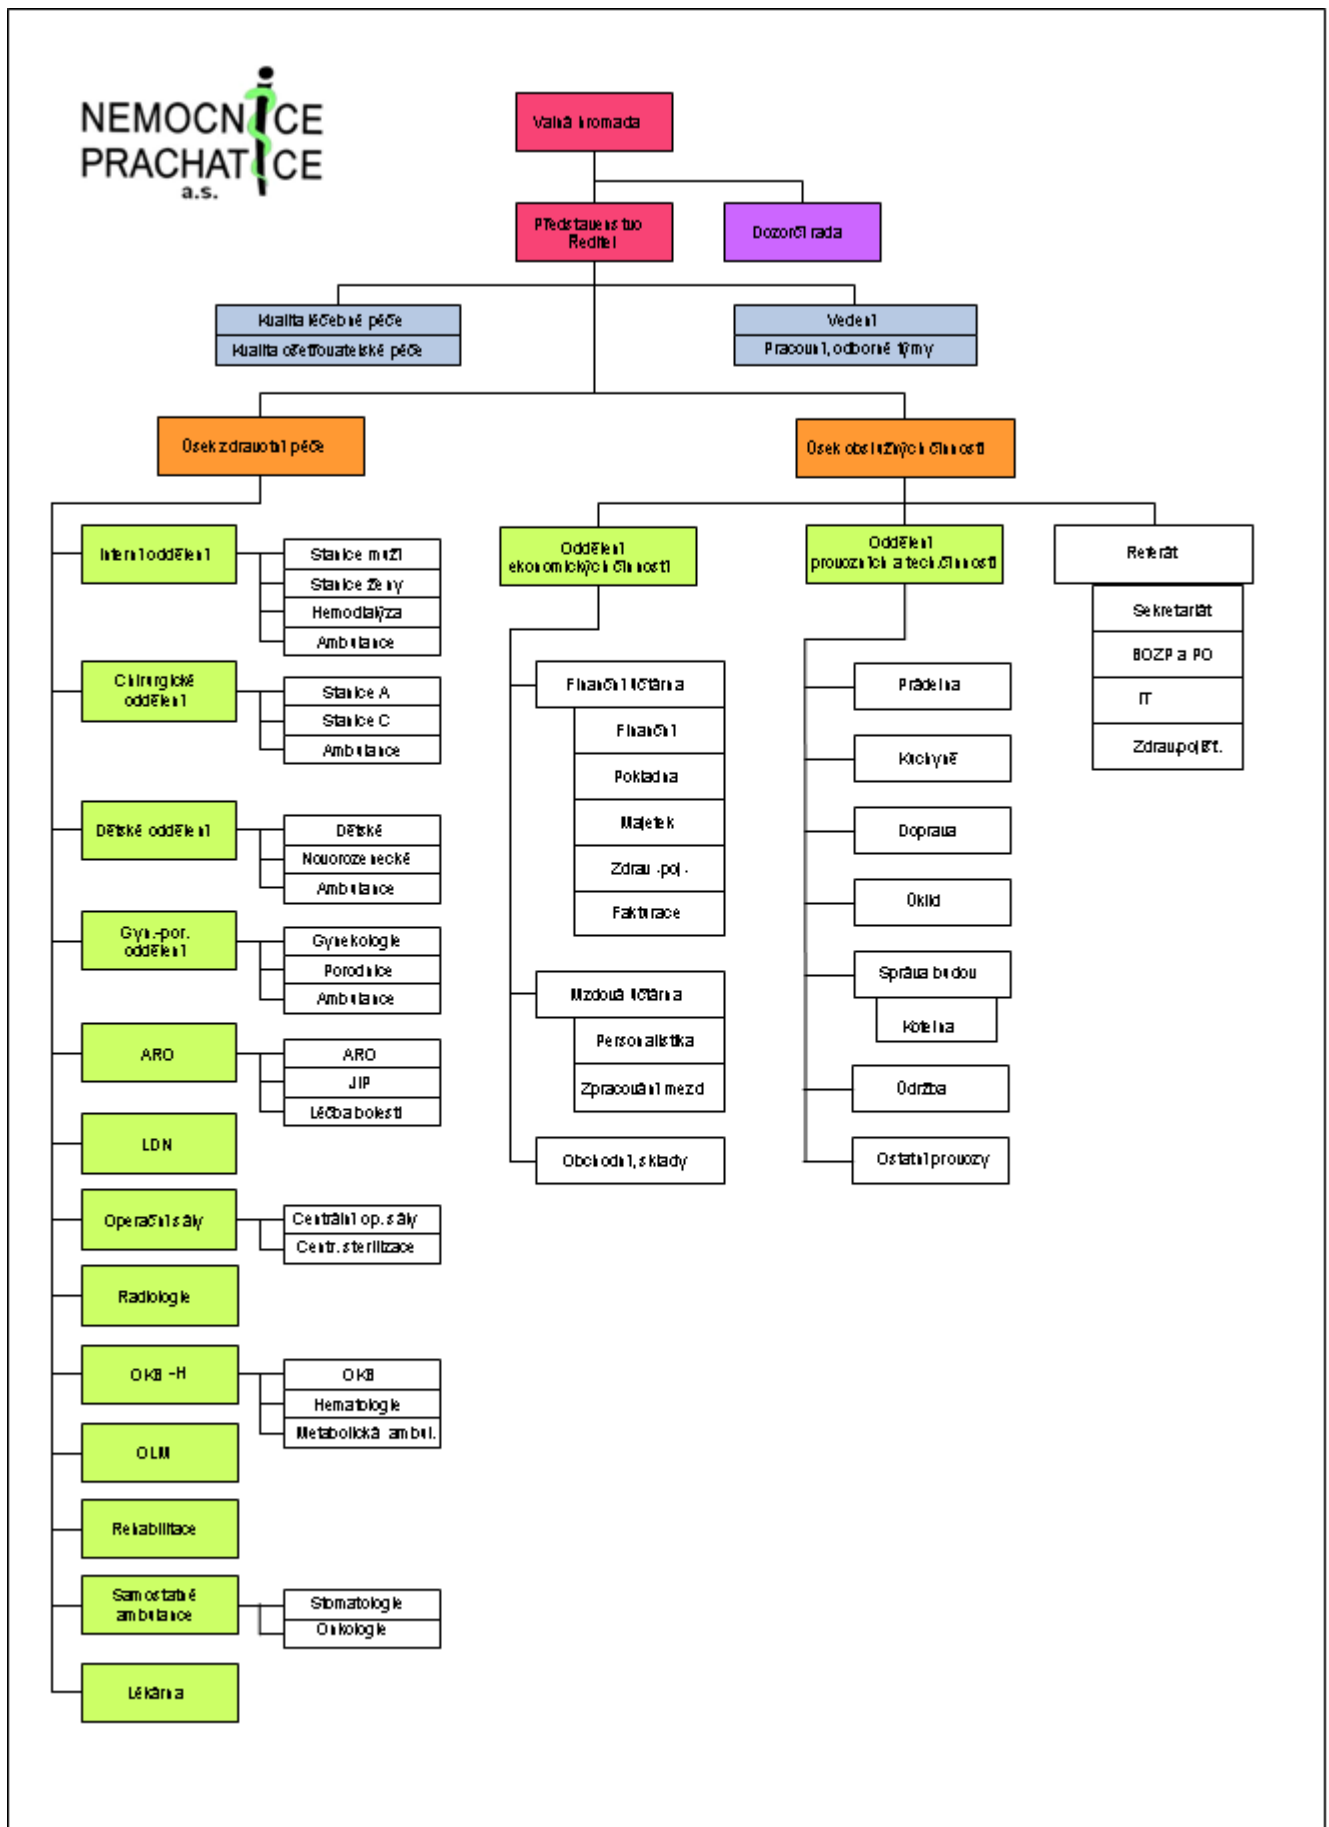 NEMOCNICE
PRACHATICE
a.s.
Valná hromada
Představenstvo
Ředitel
Dozorčí rada
Kvalita léčebné péče
Kvalita ošetřovatelské péče
Vedení
Pracovní, odborné týmy
Úsek zdravotní péče
Úsek obslužných činností
Interní oddělení
Stanice muži
Stanice ženy
Hemodialýza
Ambulance
Chirurgické
oddělení
Stanice A
Stanice C
Ambulance
Dětské oddělení
Dětské
Novorozenecké
Ambulance
Gyn.-por.
oddělení
Gynekologie
Porodnice
Ambulance
ARO
ARO
JIP
Léčba bolesti
LDN
Operační sály
Centrální op. sály
Centr. sterilizace
Radiologie
OKB -H
OKB
Hematologie
Metabolická ambul.
OLM
Rehabilitace
Samostatné
ambulance
Stomatologie
Onkologie
Lékárna
Oddělení
ekonomických činností
Finanční účtárna
Finanční
Pokladna
Majetek
Zdrav .poj.
Fakturace
Mzdová účtárna
Personalistika
Zpracování mezd
Obchodní, sklady
Oddělení
provozních a tech.činností
Prádelna
Kuchyně
Doprava
Úklid
Správa budov
Kotelna
Údržba
Ostatní provozy
Referát
Sekretariát
BOZP a PO
IT
Zdrav.pojišť.